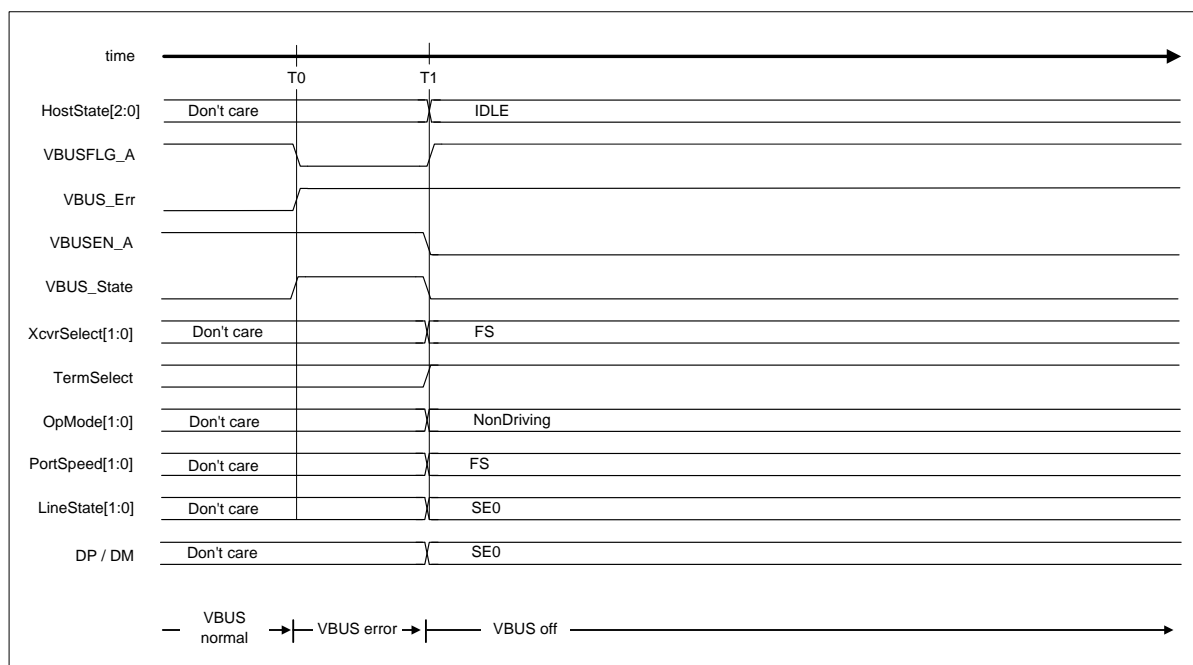 time
T0 T1
HostState[2:0] Don't care IDLE
VBUSFLG_A
VBUS_Err
VBUSEN_A
VBUS_State
XcvrSelect[1:0] Don't care FS
TermSelect
OpMode[1:0] Don't care NonDriving
PortSpeed[1:0] Don't care FS
LineState[1:0] Don't care SE0
DP / DM Don't care SE0
VBUS
normal
VBUS error
VBUS off